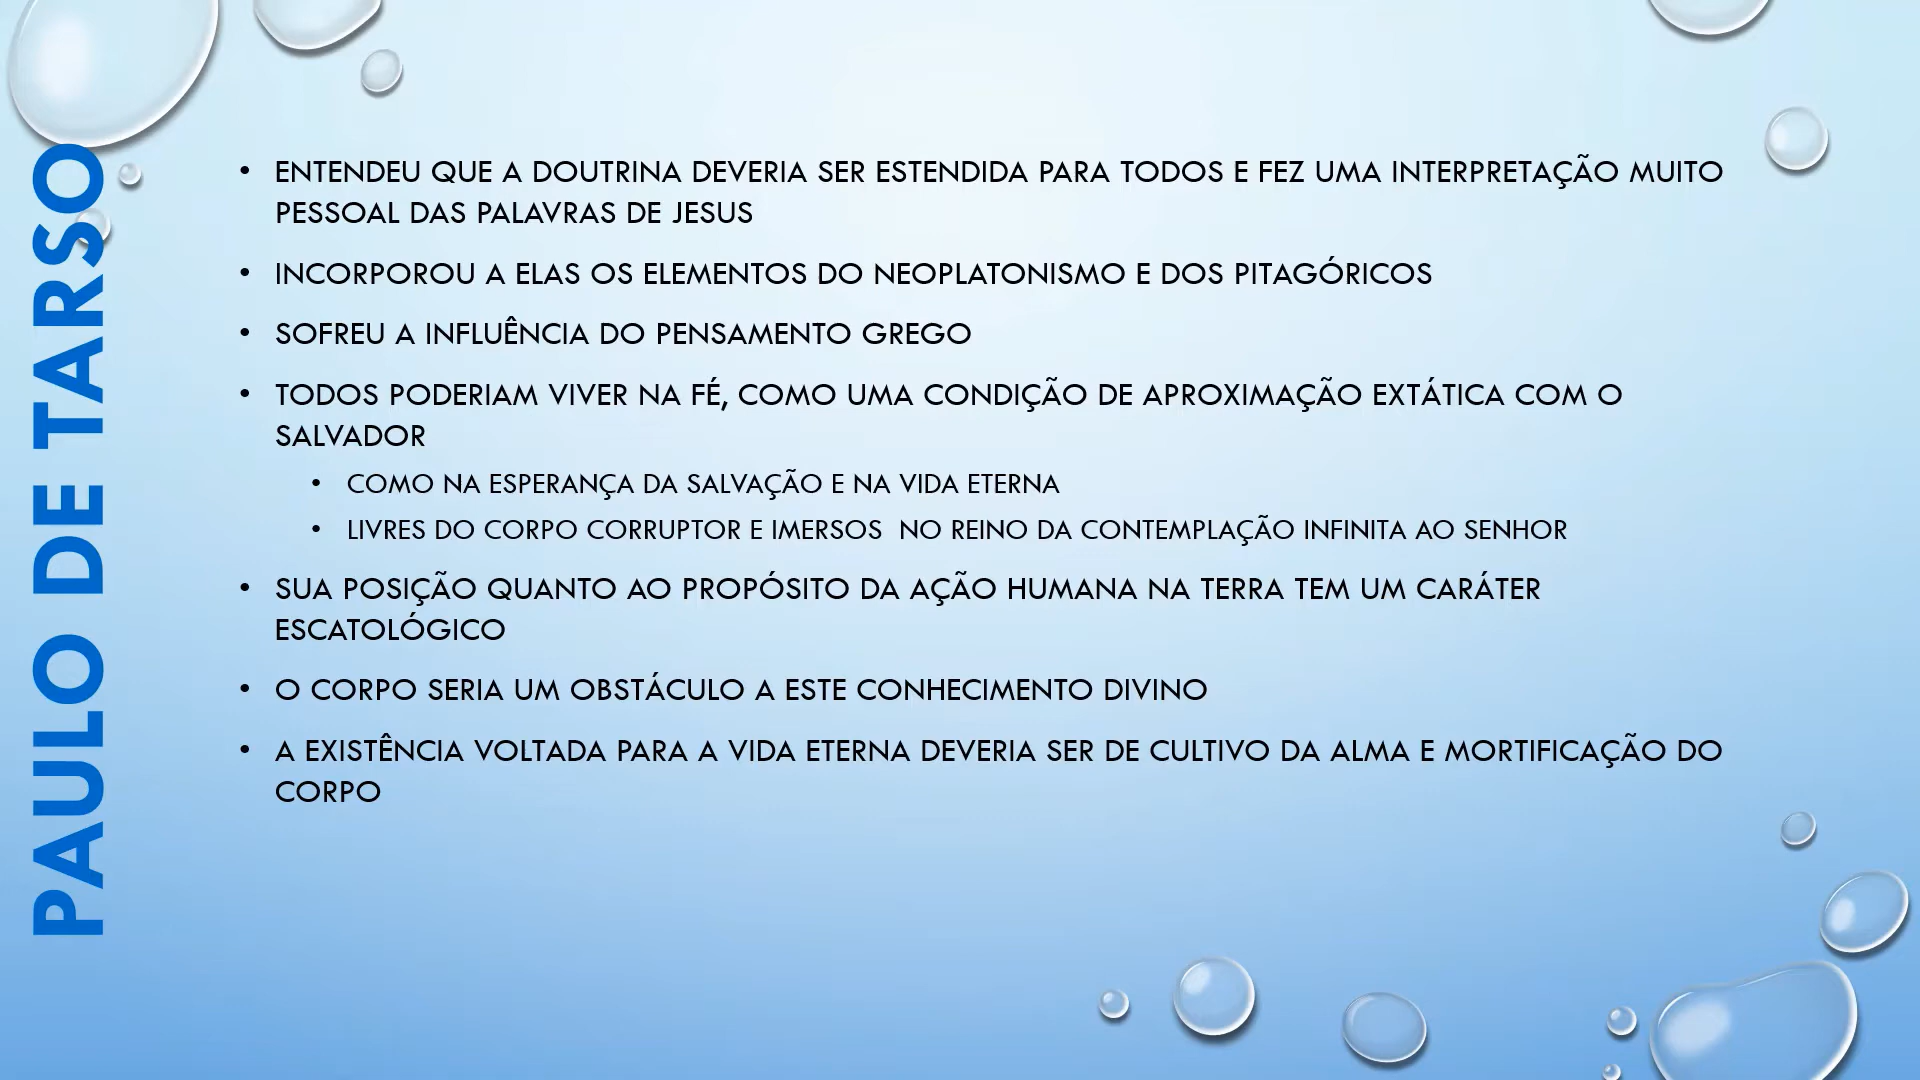 PAULO DE TARSO
• ENTENDEU QUE A DOUTRINA DEVERIA SER ESTENDIDA PARA TODOS E FEZ UMA INTERPRETAÇÃO MUITO
PESSOAL DAS PALAVRAS DE JESUS
• INCORPOROU A ELAS OS ELEMENTOS DO NEOPLATONISMO E DOS PITAGÓRICOS
• SOFREU A INFLUÊNCIA DO PENSAMENTO GREGO
• TODOS PODERIAM VIVER NA FÉ, COMO UMA CONDIÇÃO DE APROXIMAÇÃO EXTÁTICA COM O
SALVADOR
• COMO NA ESPERANÇA DA SALVAÇÃO E NA VIDA ETERNA
• LIVRES DO CORPO CORRUPTOR E IMERSOS  NO REINO DA CONTEMPLAÇÃO INFINITA AO SENHOR
• SUA POSIÇÃO QUANTO AO PROPÓSITO DA AÇÃO HUMANA NA TERRA TEM UM CARÁTER
ESCATOLÓGICO
• O CORPO SERIA UM OBSTÁCULO A ESTE CONHECIMENTO DIVINO
• A EXISTÊNCIA VOLTADA PARA A VIDA ETERNA DEVERIA SER DE CULTIVO DA ALMA E MORTIFICAÇÃO DO
CORPO